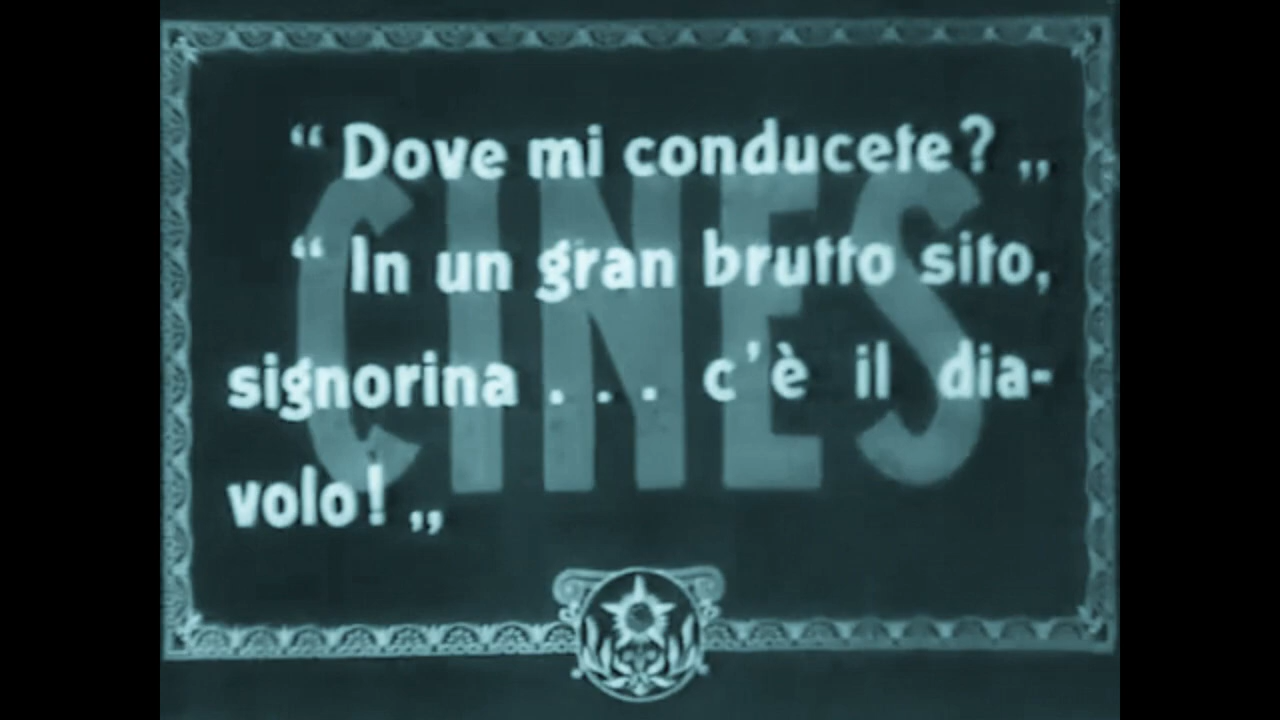 “ Dove mi conducete? „
“ In un gran brutto sito,
signorina . . . c’è il dia-
volo! „
CINES